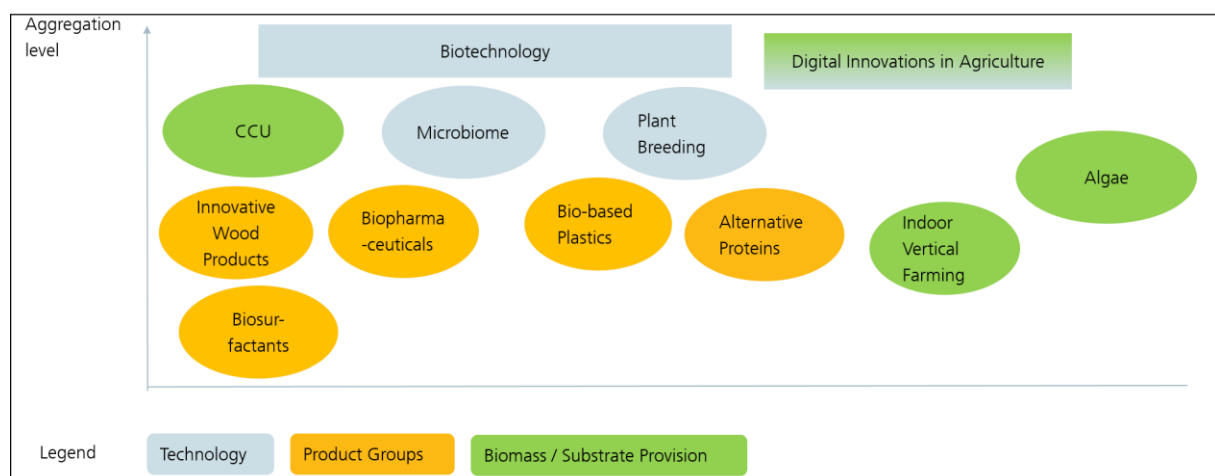 Aggregation
level
Biotechnology
Digital Innovations in Agriculture
CCU
Microbiome
Plant
Breeding
Algae
Innovative
Wood
Products
Biopharma
-ceuticals
Bio-based
Plastics
Alternative
Proteins
Indoor
Vertical
Farming
Biosur-
factants
Legend
Technology
Product Groups
Biomass / Substrate Provision